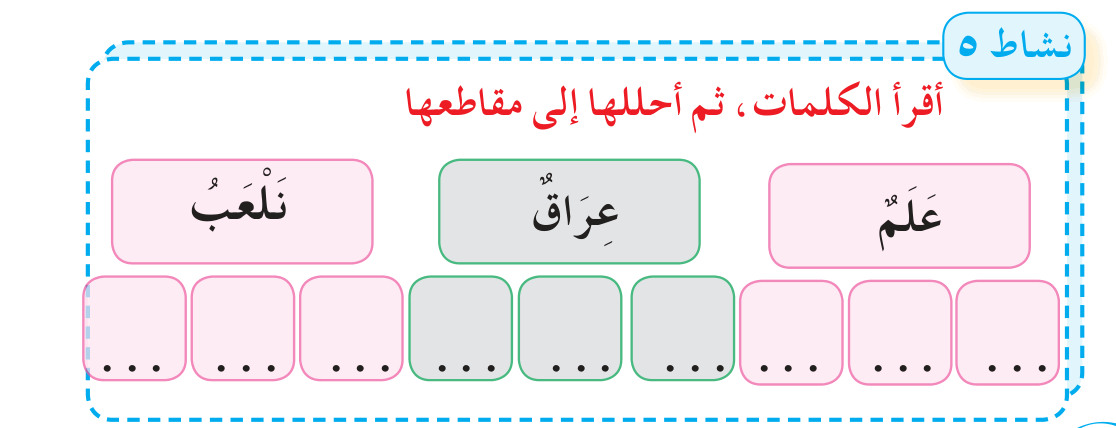 نشاط ٥
أقرأ الكلمات ، ثم أحللها إلى مقاطعها
عَلَمٌ عِرَاقٌ نَلْعَبُ
... ... ... ... ... ... ... ... ...